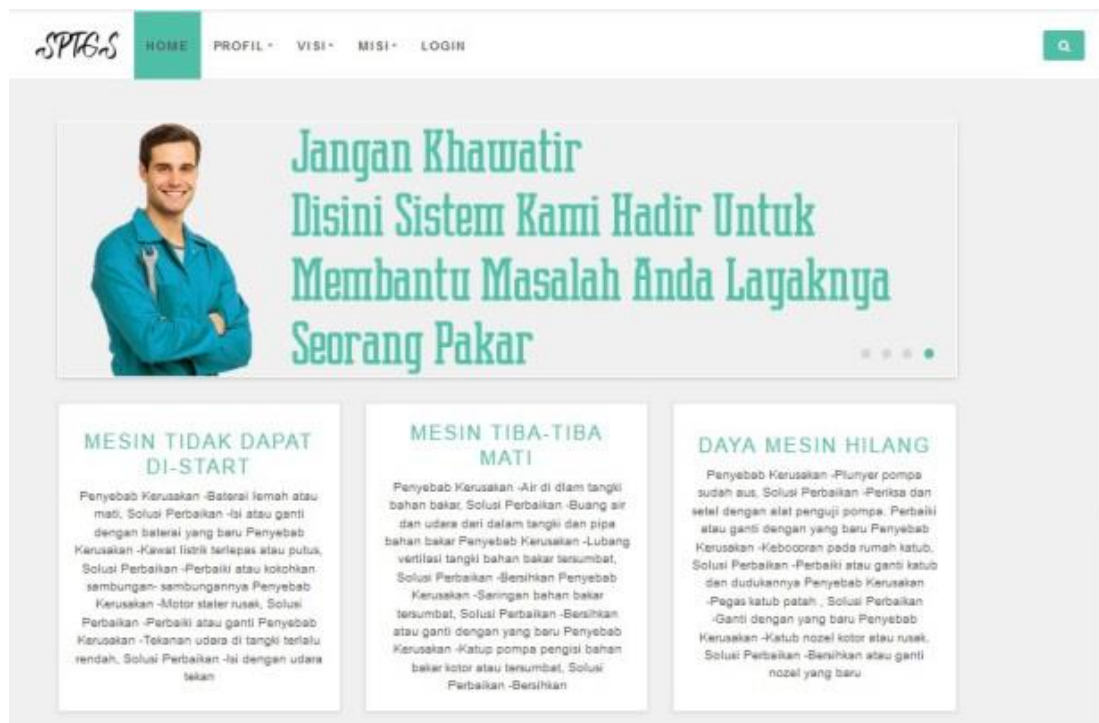 SPTGS
HOME
PROFIL
VISI
MISI
LOGIN
Jangan Khawatir
Disini Sistem Kami Hadir Untuk
Membantu Masalah Anda Layaknya
Seorang Pakar
MESIN TIDAK DAPAT
DI-START
Penyebab Kerusakan -Baterai lemah atau
mati, Solusi Perbaikan -Isi atau ganti
dengan baterai yang baru Penyebab
Kerusakan -Kawat listrik terlepas atau putus,
Solusi Perbaikan -Perbaiki atau kokohkan
sambungan- sambungannya Penyebab
Kerusakan -Motor stater rusak, Solusi
Perbaikan -Perbaiki atau ganti Penyebab
Kerusakan -Tekanan udara di tangki terlalu
rendah, Solusi Perbaikan -Isi dengan udara
tekan
MESIN TIBA-TIBA
MATI
Penyebab Kerusakan -Air di dlam tangki
bahan bakar, Solusi Perbaikan -Buang air
dan udara dari dalam tangki dan pipa
bahan bakar Penyebab Kerusakan -Lubang
vertilasi tangki bahan bakar tersumbat,
Solusi Perbaikan -Bersihkan Penyebab
Kerusakan -Saringan bahan bakar
tersumbat, Solusi Perbaikan -Bersihkan
atau ganti dengan yang baru Penyebab
Kerusakan -Katup pompa pengisi bahan
bakar kotor atau tersumbat, Solusi
Perbaikan -Bersihkan
DAYA MESIN HILANG
Penyebab Kerusakan -Plunyer pompa
sudah aus, Solusi Perbaikan -Periksa dan
setel dengan alat penguji pompa, Perbaiki
atau ganti dengan yang baru Penyebab
Kerusakan -Kebocoran pada rumah katub,
Solusi Perbaikan -Perbaiki atau ganti katub
dan dudukannya Penyebab Kerusakan
-Pegas katub patah , Solusi Perbaikan
-Ganti dengan yang baru Penyebab
Kerusakan -Katub nozel kotor atau rusak,
Solusi Perbaikan -Bersihkan atau ganti
nozel yang baru